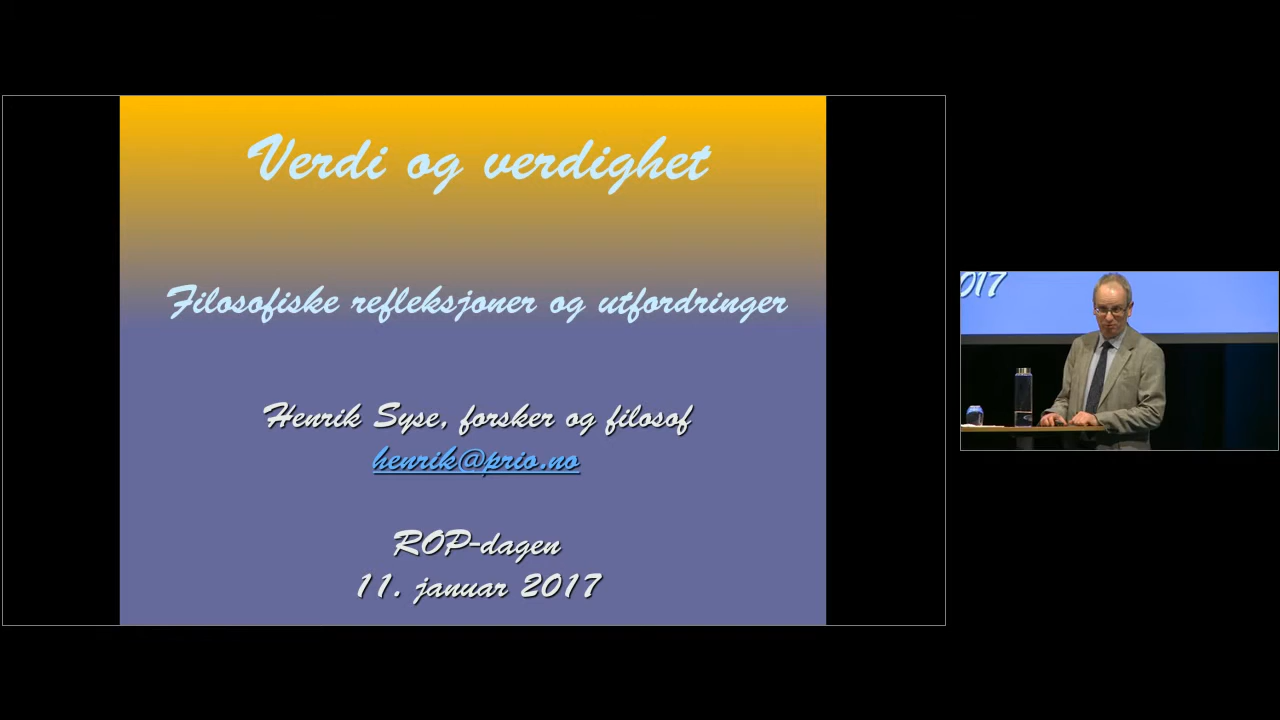 Verdi og verdighet
Filosofiske refleksjoner og utfordringer
Henrik Syse, forsker og filosof
henrik@prio.no
ROP-dagen
11. januar 2017
017